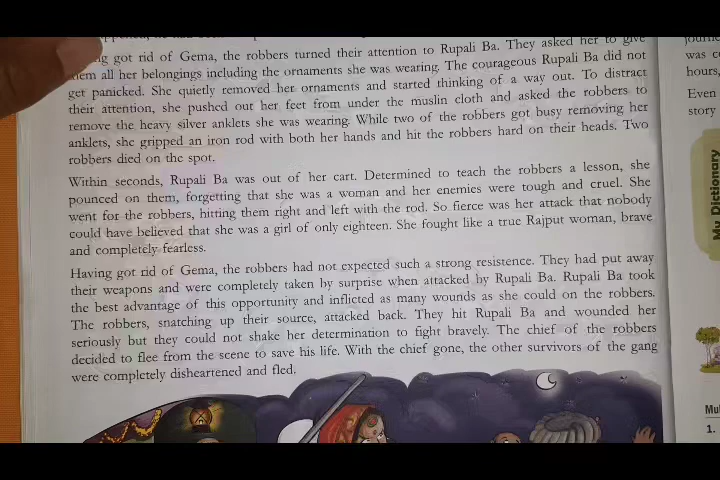 got rid of Gema, the robbers turned their attention to Rupali Ba. They asked her to give
them all her belongings including the ornaments she was wearing. The courageous Rupali Ba did not
get panicked. She quietly removed her ornaments and started thinking of a way out. To distract
their attention, she pushed out her feet from under the muslin cloth and asked the robbers to
remove the heavy silver anklets she was wearing. While two of the robbers got busy removing her
anklets, she gripped an iron rod with both her hands and hit the robbers hard on their heads. Two
robbers died on the spot.
Within seconds, Rupali Ba was out of her cart. Determined to teach the robbers a lesson, she
pounced on them, forgetting that she was a woman and her enemies were tough and cruel. She
went for the robbers, hitting them right and left with the rod. So fierce was her attack that nobody
could have believed that she was a girl of only eighteen. She fought like a true Rajput woman, brave
and completely fearless.
Having got rid of Gema, the robbers had not expected such a strong resistence. They had put away
their weapons and were completely taken by surprise when attacked by Rupali Ba. Rupali Ba took
the best advantage of this opportunity and inflicted as many wounds as she could on the robbers.
The robbers, snatching up their source, attacked back. They hit Rupali Ba and wounded her
seriously but they could not shake her determination to fight bravely. The chief of the robbers
decided to flee from the scene to save his life. With the chief gone, the other survivors of the gang
were completely disheartened and fled.
was
hours,
Even
story
My Dictionary
1.